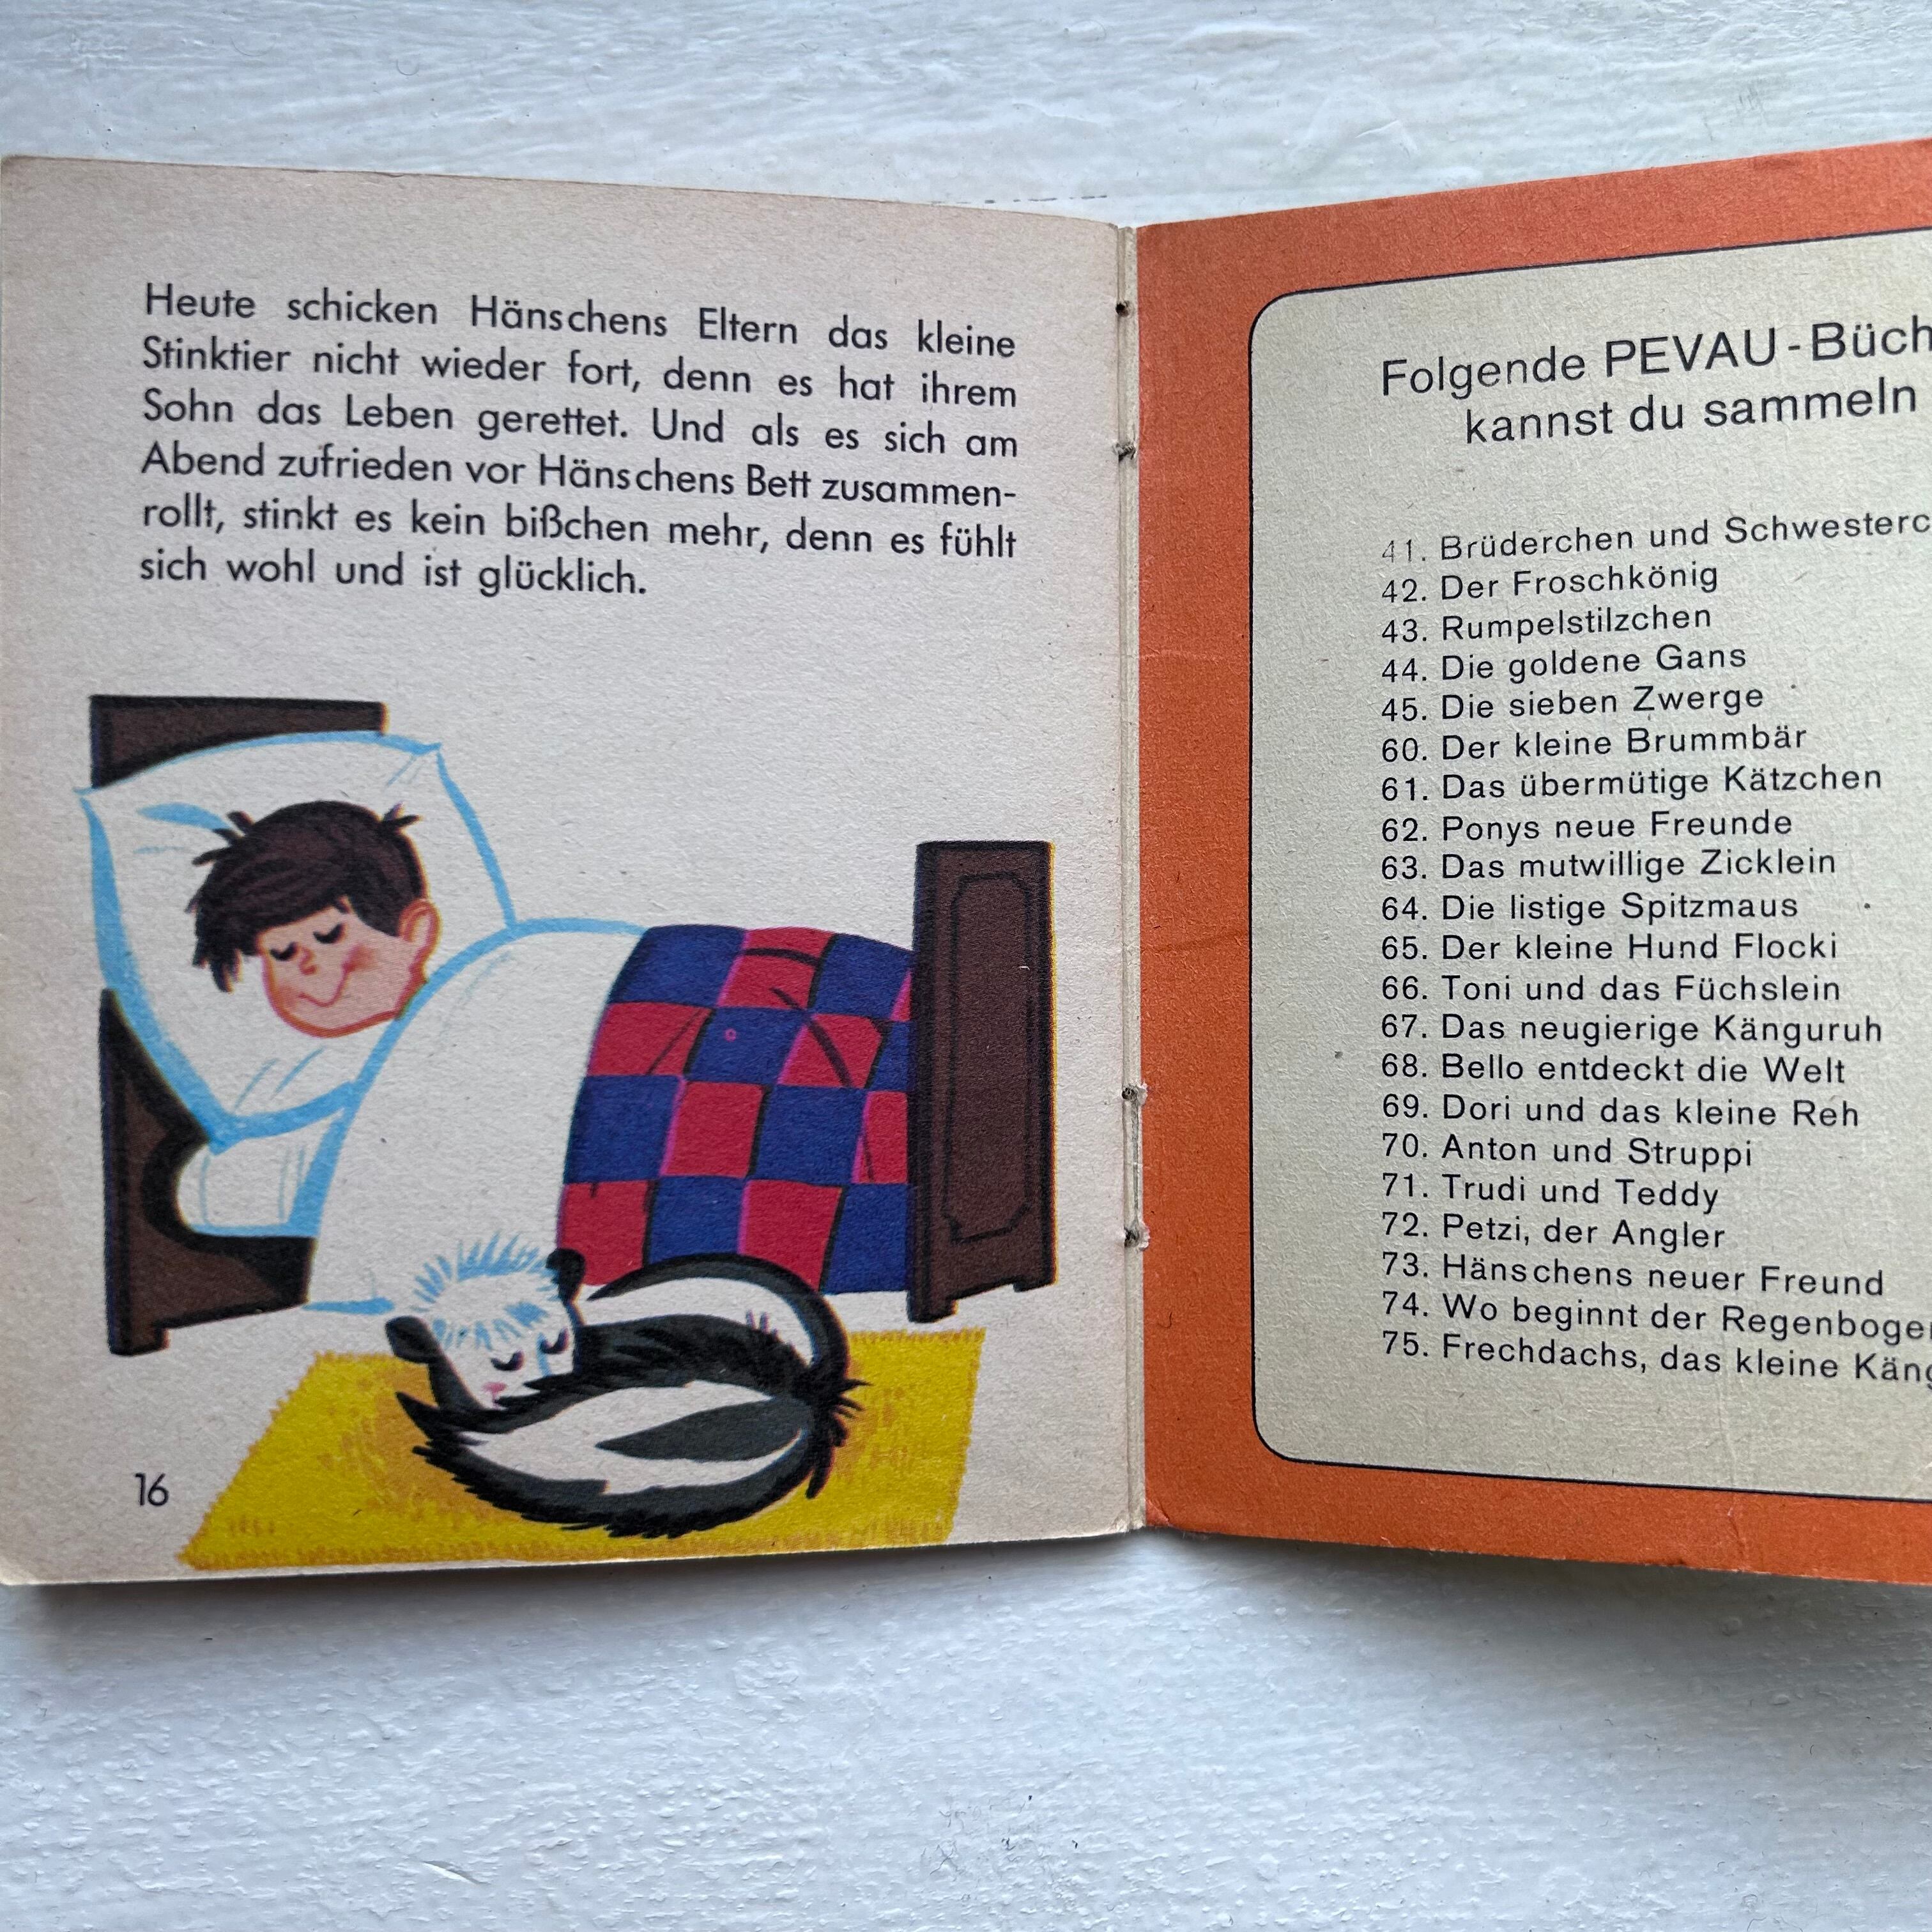 Heute schicken Hänschens Eltern das kleine
Stinktier nicht wieder fort, denn es hat ihrem
Sohn das Leben gerettet. Und als es sich am
Abend zufrieden vor Hänschens Bett zusammen-
rollt, stinkt es kein bißchen mehr, denn es fühlt
sich wohl und ist glücklich.
16
Folgende PEVAU-
kannst du sammeln
41. Brüderchen und
42. Der Froschkönig
43. Rumpelstilzchen
44. Die goldene Gans
45. Die sieben Zwerge
60. Der kleine Brummbär
61. Das übermütige Kätzchen
62. Ponys neue Freunde
63. Das mutwillige Zicklein
64. Die listige Spitzmaus
65. Der kleine Hund Flocki
66. Toni und das Füchslein
67. Das neugierige Känguruh
68. Bello entdeckt die Welt
69. Dori und das kleine Reh
70. Anton und Struppi
71. Trudi und Teddy
72. Petzi, der Angler
73. Hänschens neuer Freund
74. Wo beginnt der
75. Frechdachs, das kleine